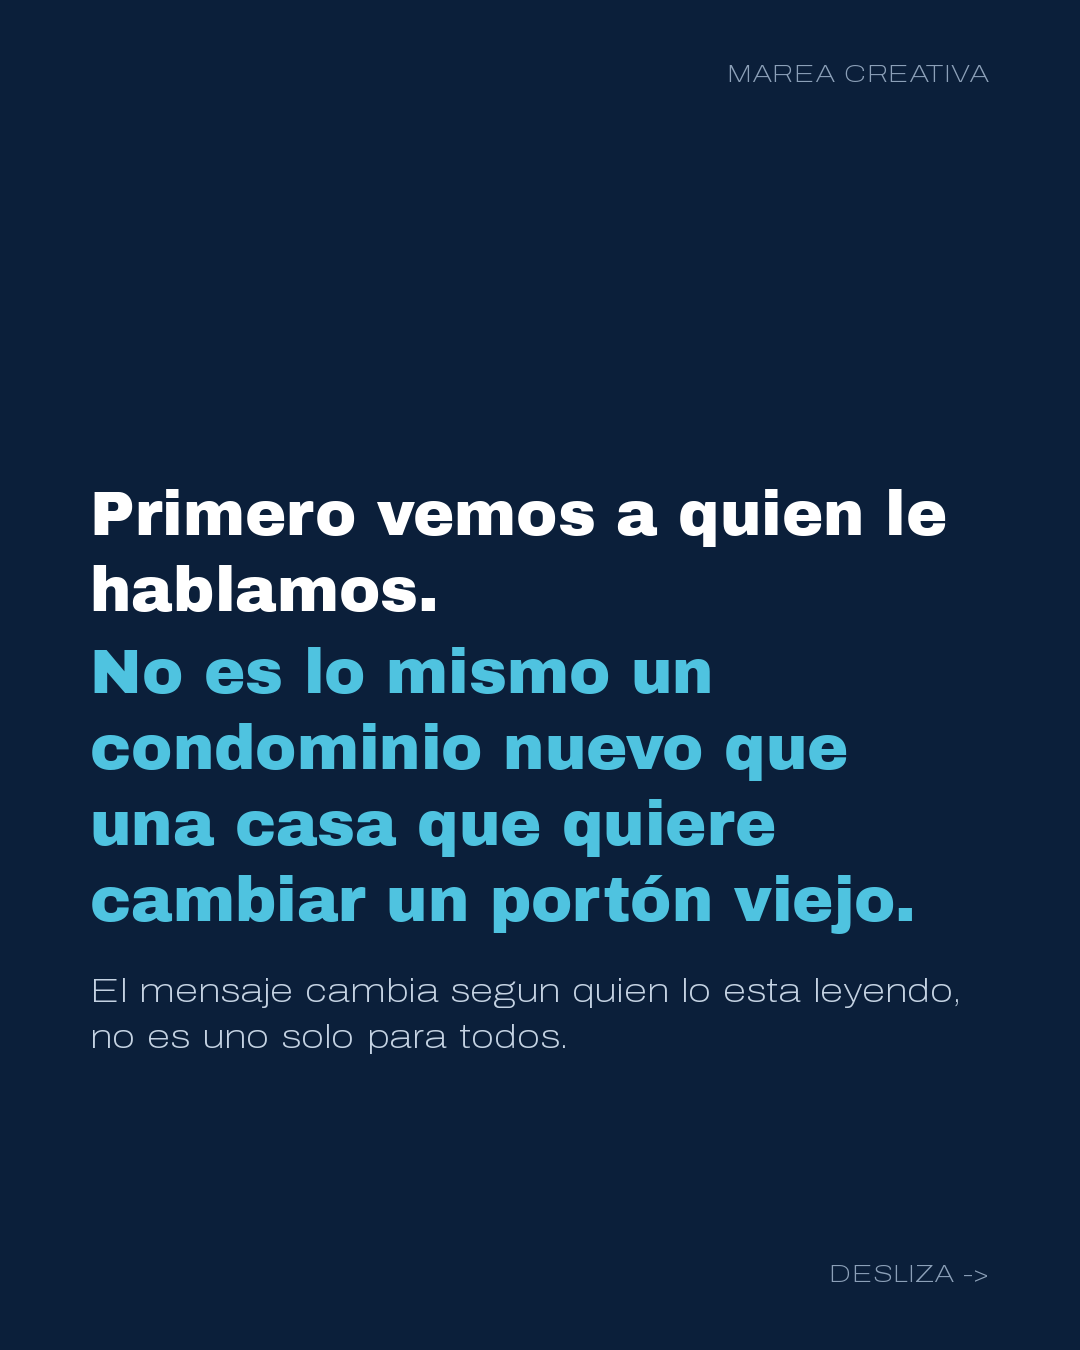 MAREA CREATIVA
Primero vemos a quien le
hablamos.
No es lo mismo un
condominio nuevo que
una casa que quiere
cambiar un portón viejo.
El mensaje cambia segun quien lo esta leyendo,
no es uno solo para todos.
DESLIZA ->